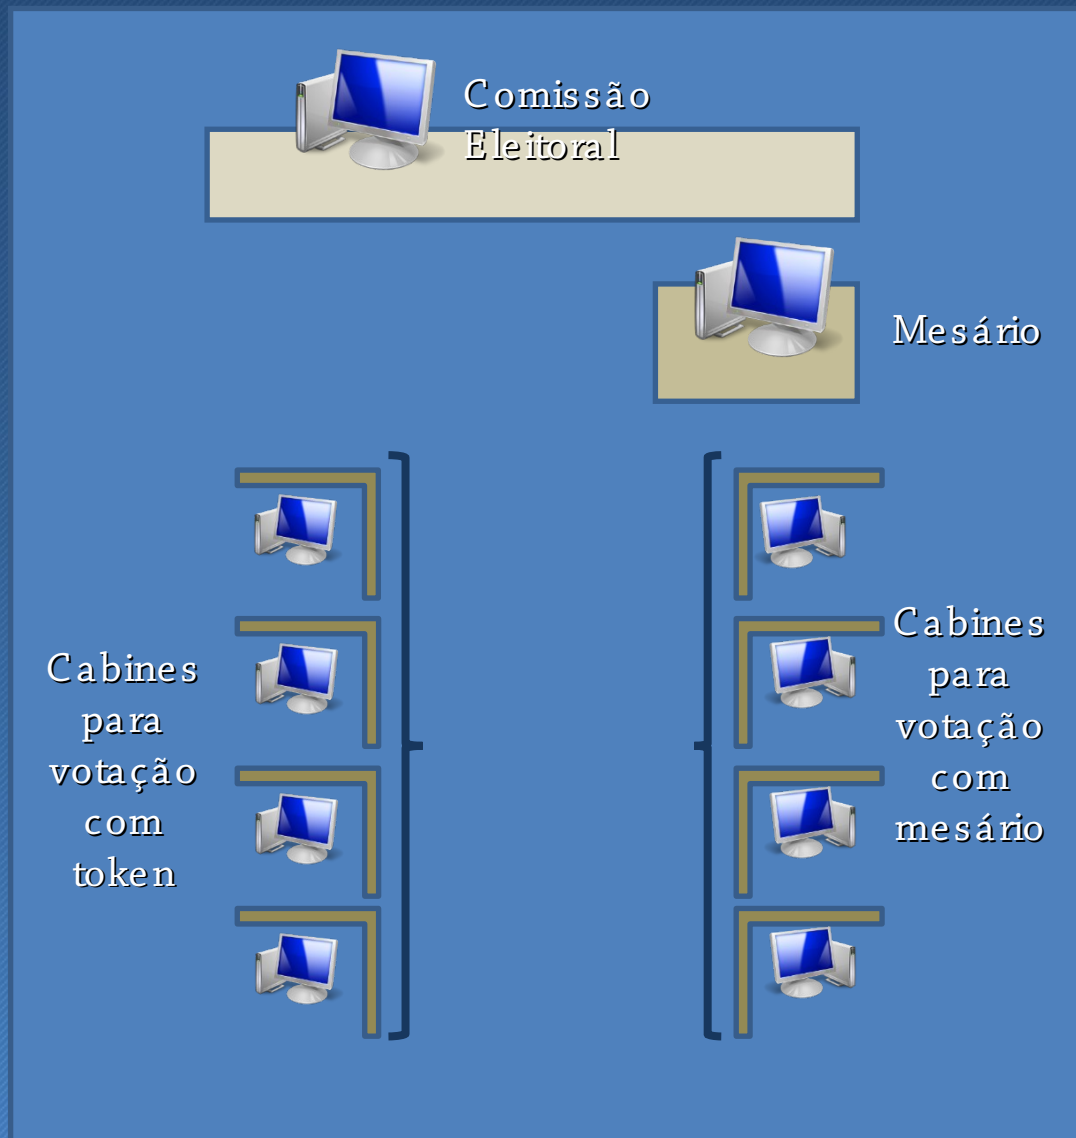 Comissão
Eleitoral
Mesário
Cabines
para
votação
com
token
Cabines
para
votação
com
mesário